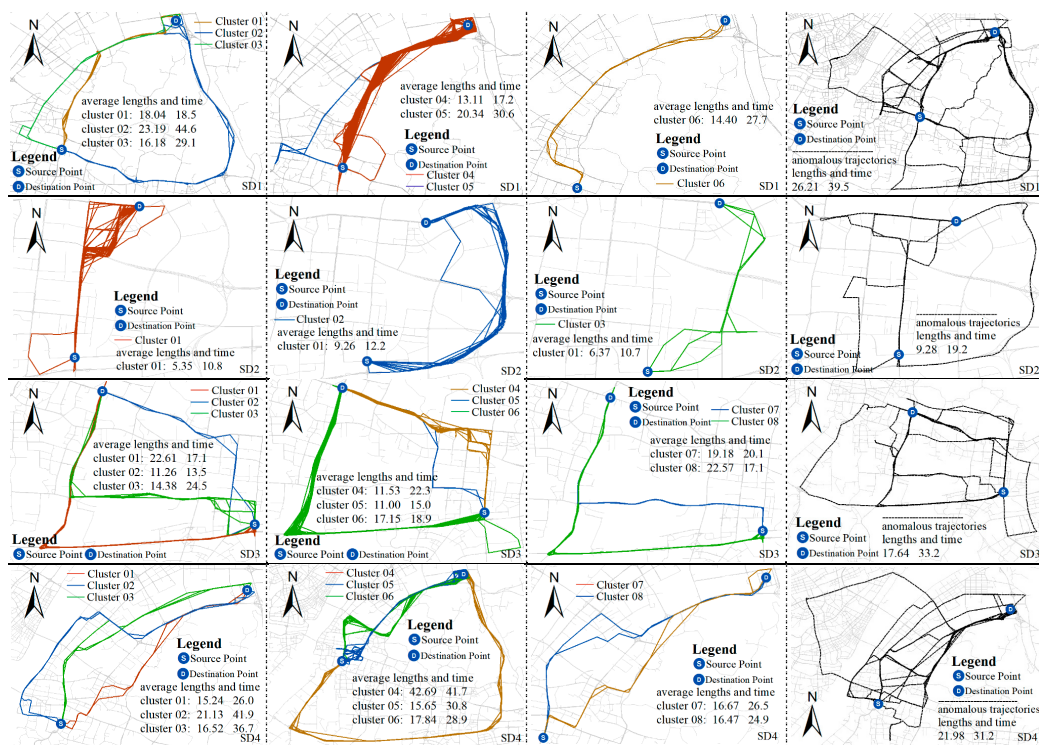 N
D
Cluster 01
Cluster 02
Cluster 03
average lengths and time
cluster 01: 18.04 18.5
cluster 02: 23.19 44.6
cluster 03: 16.18 29.1
S
Legend
S Source Point
D Destination Point
SD1
N
D
average lengths and time
cluster 04: 13.11 17.2
cluster 05: 20.34 30.6
Legend
S Source Point
D Destination Point
S
Cluster 04
Cluster 05
SD1
N
D
average lengths and time
cluster 06: 14.40 27.7
Legend
S Source Point
D Destination Point
Cluster 06
S
SD1
N
D
Legend
S Source Point
D Destination Point
S
anomalous trajectories
lengths and time
26.21 39.5
SD1
N
D
Legend
S Source Point
D Destination Point
Cluster 01
S
average lengths and time
cluster 01: 5.35 10.8
SD2
N
D
Legend
S Source Point
D Destination Point
Cluster 02
average lengths and time
cluster 01: 9.26 12.2
S
SD2
N
D
Legend
S Source Point
D Destination Point
Cluster 03
average lengths and time
cluster 01: 6.37 10.7
S
SD2
N
D
anomalous trajectories
lengths and time
9.28 19.2
Legend
S Source Point
S
D Destination Point
SD2
N
D
Cluster 01
Cluster 02
Cluster 03
average lengths and time
cluster 01: 22.61 17.1
cluster 02: 11.26 13.5
cluster 03: 14.38 24.5
S
Legend
S Source Point D Destination Point
SD3
N
D
Cluster 04
Cluster 05
Cluster 06
average lengths and time
cluster 04: 11.53 22.3
cluster 05: 11.00 15.0
cluster 06: 17.15 18.9
S
Legend
S Source Point D Destination Point
SD3
N
D
Legend
S Source Point
D Destination Point
Cluster 07
Cluster 08
average lengths and time
cluster 07: 19.18 20.1
cluster 08: 22.57 17.1
S
SD3
N
D
S
Legend
S Source Point
D Destination Point
anomalous trajectories
lengths and time
17.64 33.2
SD3
N
Cluster 01
Cluster 02
Cluster 03
D
Legend
S Source Point
D Destination Point
average lengths and time
cluster 01: 15.24 26.0
cluster 02: 21.13 41.9
cluster 03: 16.52 36.7
S
SD4
N
Cluster 04
Cluster 05
Cluster 06
D
Legend
S Source Point
D Destination Point
S
average lengths and time
cluster 04: 42.69 41.7
cluster 05: 15.65 30.8
cluster 06: 17.84 28.9
SD4
N
Cluster 07
Cluster 08
D
Legend
S Source Point
D Destination Point
average lengths and time
cluster 07: 16.67 26.5
cluster 08: 16.47 24.9
S
SD4
D
Legend
S Source Point
D Destination Point
S
N
anomalous trajectories
lengths and time
21.98 31.2
SD4